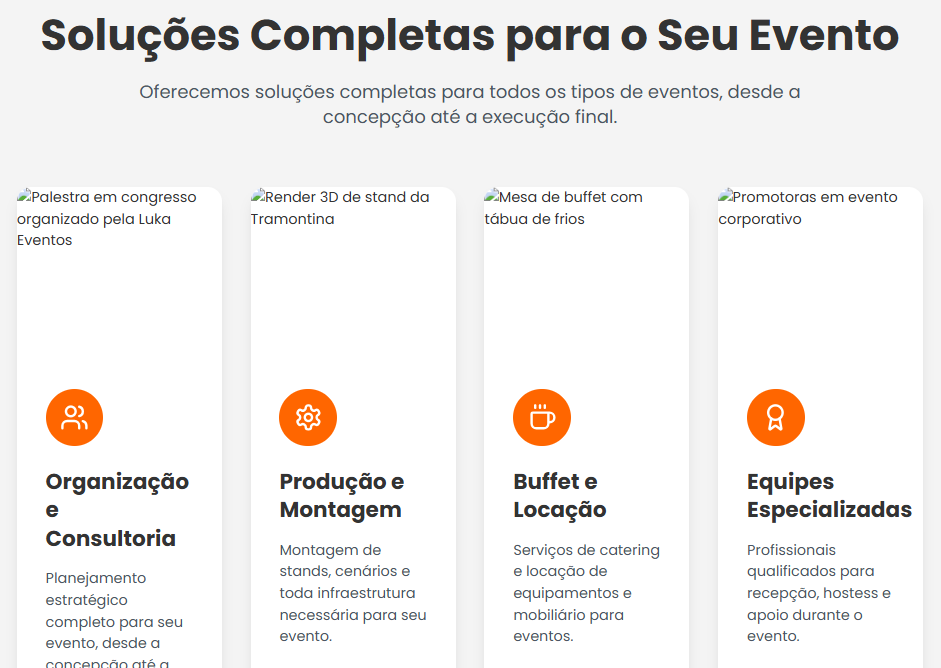 Soluções Completas para o Seu Evento
Oferecemos soluções completas para todos os tipos de eventos, desde a
concepção até a execução final.
Palestra em congresso
organizado pela Luka
Eventos
Organização
e
Consultoria
Planejamento
estratégico
completo para seu
evento, desde a
concepção até a
Render 3D de stand da
Tramontina
Produção e
Montagem
Montagem de
stands, cenários e
toda infraestrutura
necessária para seu
evento.
Mesa de buffet com
tábua de frios
Buffet e
Locação
Serviços de catering
e locação de
equipamentos e
mobiliário para
eventos.
Promotoras em evento
corporativo
Equipes
Especializadas
Profissionais
qualificados para
recepção, hostess e
apoio durante o
evento.